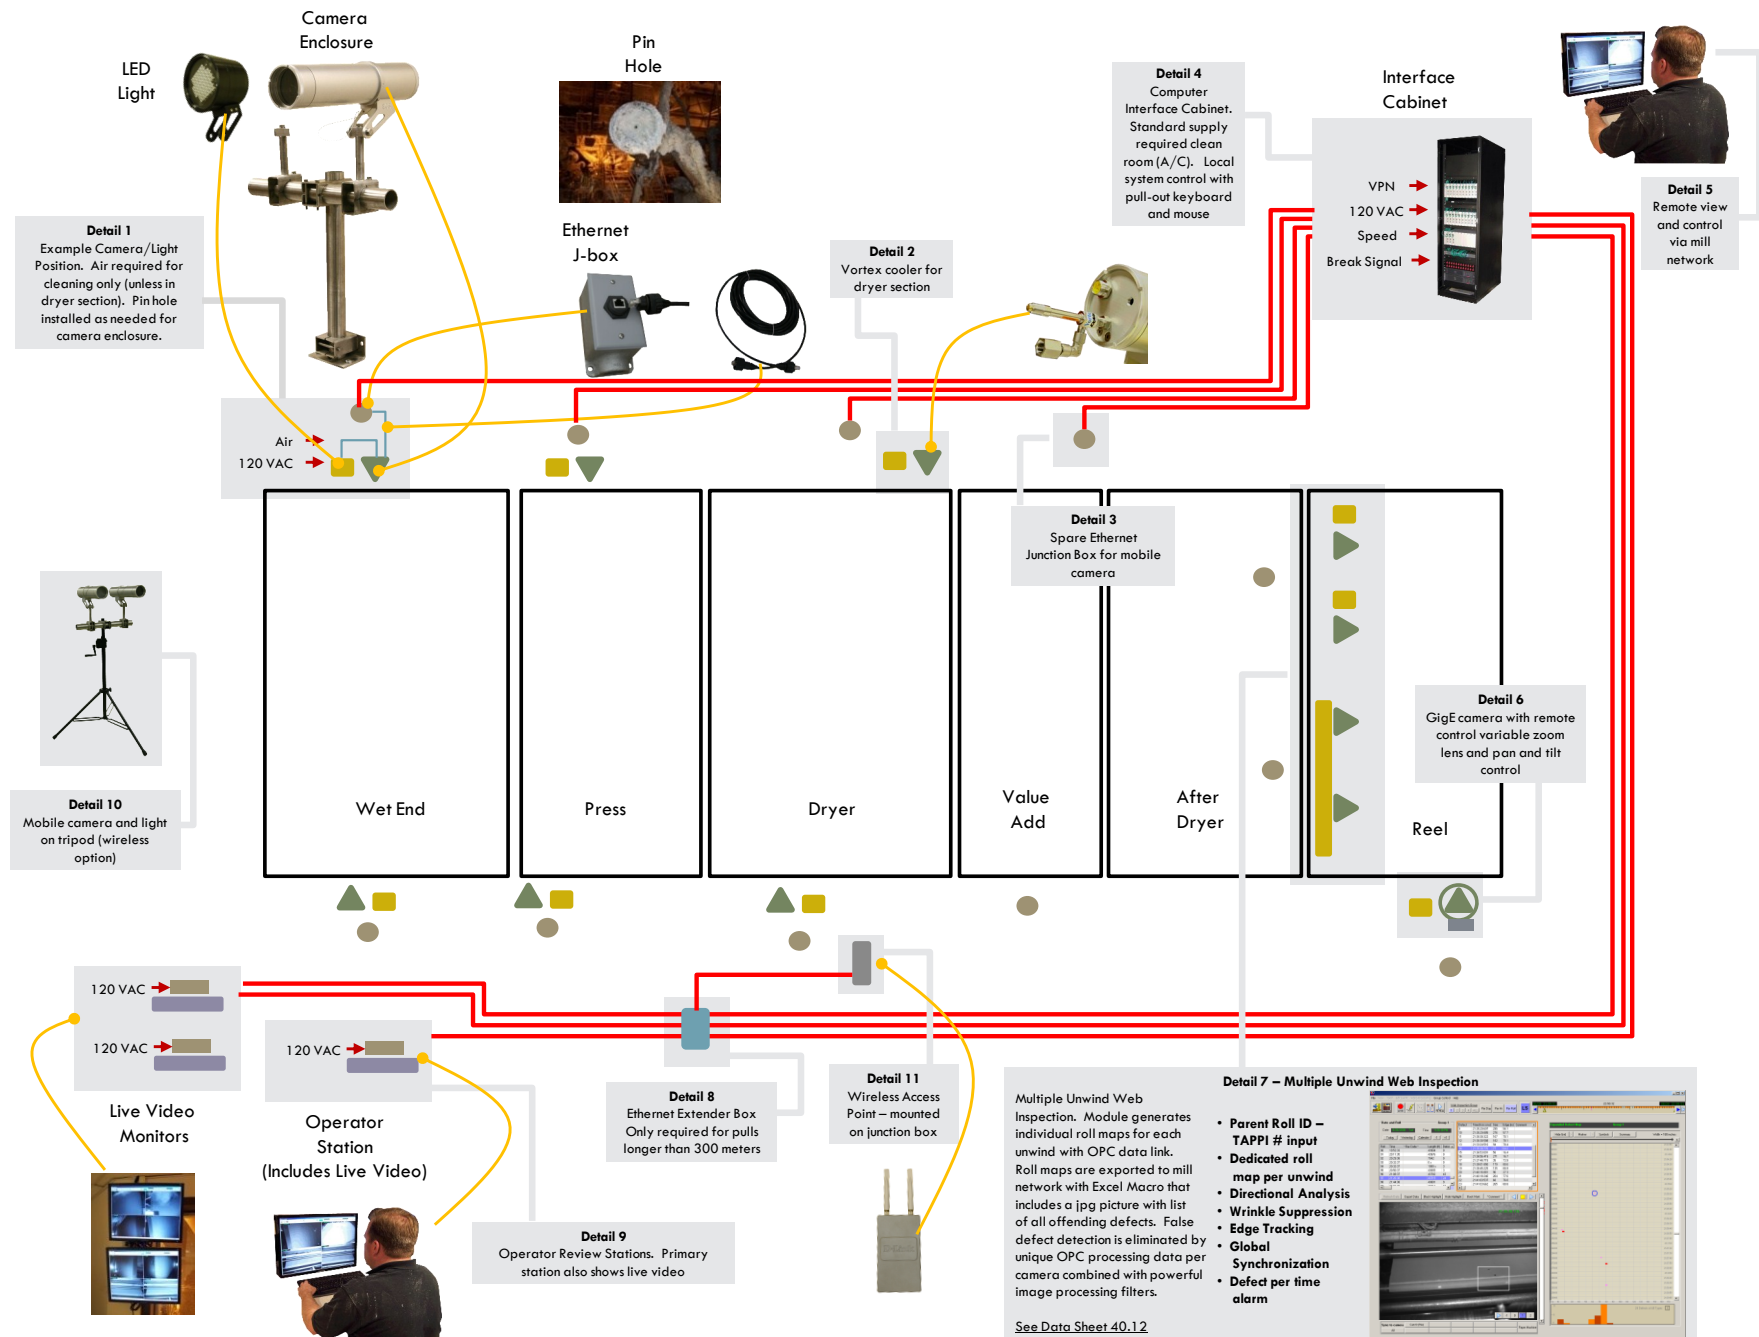 Camera
Enclosure
LED
Light
Pin
Hole
Detail 4
Computer
Interface Cabinet.
Standard supply
required clean
room (A/C).   Local
system control with
pull-out keyboard
and mouse
Interface
Cabinet
VPN
120 VAC
Speed
Break Signal
Detail 5
Remote view
and control
via mill
network
Detail 1
Example Camera/Light
Position.  Air required for
cleaning only (unless in
dryer section).  Pin hole
installed as needed for
camera enclosure.
Ethernet
J-box
Detail 2
Vortex cooler for
dryer section
Air
120 VAC
Detail 3
Spare Ethernet
Junction Box for mobile
camera
Detail 6
GigE camera with remote
control variable zoom
lens and pan and tilt
control
Wet End
Press
Dryer
Value
Add
After
Dryer
Reel
Detail 10
Mobile camera and light
on tripod (wireless
option)
120 VAC
120 VAC
120 VAC
Live Video
Monitors
Operator
Station
(Includes Live Video)
Detail 8
Ethernet Extender Box
Only required for pulls
longer than 300 meters
Detail 11
Wireless Access
Point – mounted
on junction box
Detail 9
Operator Review Stations.  Primary
station also shows live video
Detail 7 – Multiple Unwind Web Inspection
Multiple Unwind Web
Inspection.  Module generates
individual roll maps for each
unwind with OPC data link.
Roll maps are exported to mill
network with Excel Macro that
includes a jpg picture with list
of all offending defects.  False
defect detection is eliminated by
unique OPC processing data per
camera combined with powerful
image processing filters.
See Data Sheet 40.12
• Parent Roll ID –
TAPPI # input
• Dedicated roll
map per unwind
• Directional Analysis
• Wrinkle Suppression
• Edge Tracking
• Global
Synchronization
• Defect per time
alarm